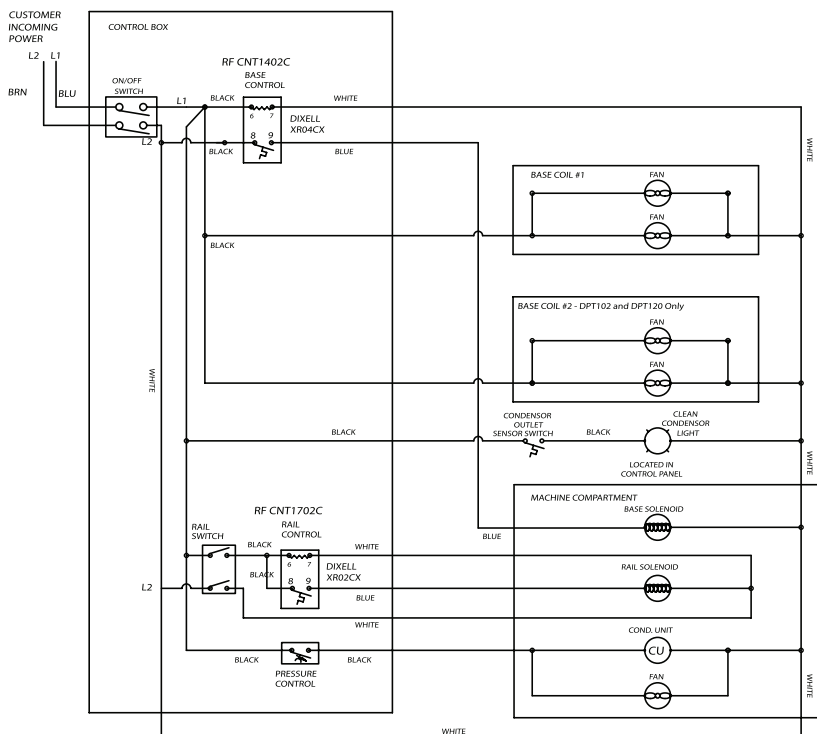 CUSTOMER
INCOMING
POWER
L2 L1
BRN
BLU
CONTROL BOX
ON/OFF
SWITCH
L1
L2
RF CNT1402C
BASE
CONTROL
BLACK
6 7
WHITE
DIXELL
XR04CX
8 9
BLACK
BLUE
WHITE
BASE COIL #1
FAN
FAN
BLACK
BASE COIL #2 - DPT102 and DPT120 Only
FAN
FAN
WHITE
BLACK
CONDENSOR
OUTLET
SENSOR SWITCH
BLACK
CLEAN
CONDENSOR
LIGHT
LOCATED IN
CONTROL PANEL
WHITE
MACHINE COMPARTMENT
BASE SOLENOID
BLUE
RF CNT1702C
RAIL
SWITCH
RAIL
CONTROL
BLACK
6 7
WHITE
DIXELL
XR02CX
BLACK
8 9
BLUE
RAIL SOLENOID
L2
WHITE
COND. UNIT
CU
BLACK
BLACK
PRESSURE
CONTROL
FAN
WHITE
WHITE